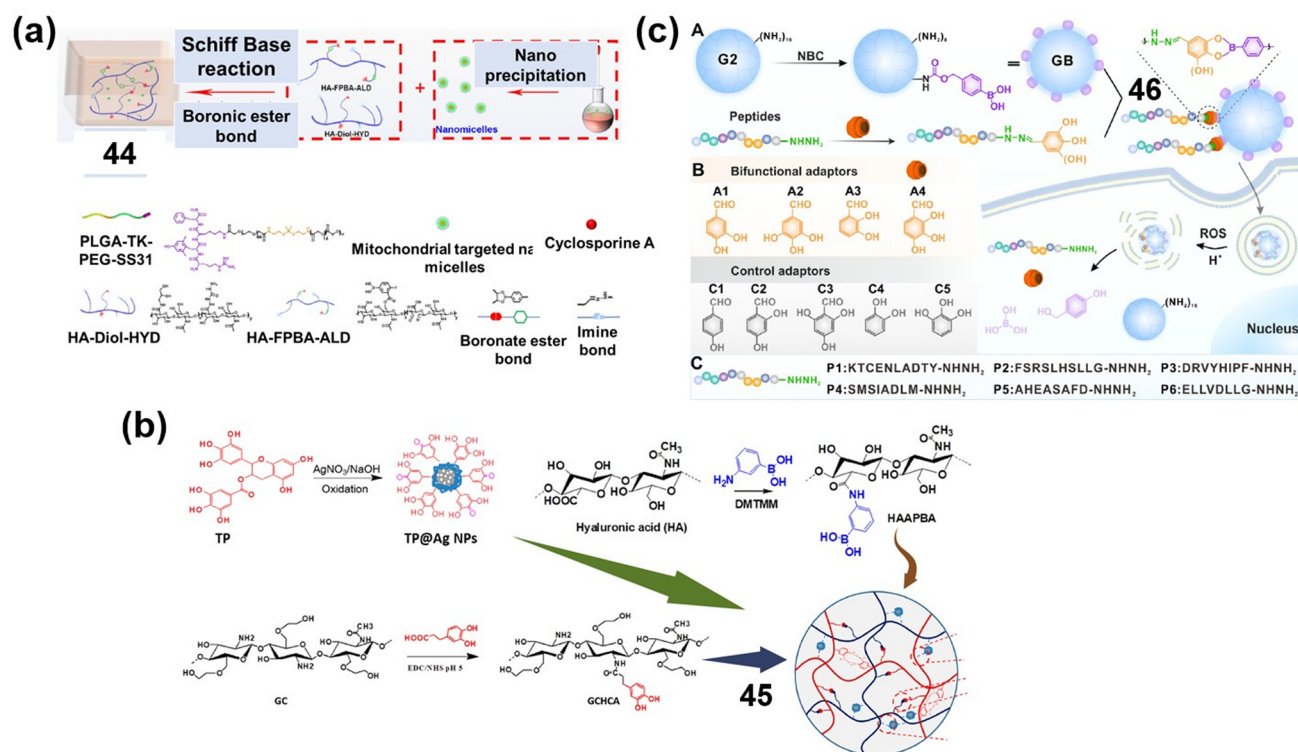 (a)
Schiff Base
reaction
Boronic ester
bond
44
HA-FPBA-ALD
HA-Diol-HYD
+
Nano
precipitation
Nanomicelles
PLGA-TK-
PEG-SS31
Mitochondrial targeted na
micelles
Cyclosporine A
HA-Diol-HYD
HA-FPBA-ALD
Boronate ester
bond
Imine
bond
(b)
TP
AgNO₃/NaOH
Oxidation
TP@Ag NPs
Hyaluronic acid (HA)
DMTMM
HAAPBA
GC
EDC/NHS pH 5
GCHCA
45
(c)
A
G2
(NH₂)₁₆
NBC
(NH₂)₈
=
GB
46
Peptides
NHNH₂
(OH)
B
Bifunctional adaptors
A1
A2
A3
A4
Control adaptors
C1
C2
C3
C4
C5
ROS
H⁺
(NH₂)₁₆
Nucleus
C
NHNH₂
P1:KTCENLADTY-NHNH₂ P2:FSRSLHSLLG-NHNH₂ P3:DRVYHIPF-NHNH₂
P4:SMSIADLM-NHNH₂ P5:AHEASAFD-NHNH₂ P6:ELLVDLLG-NHNH₂